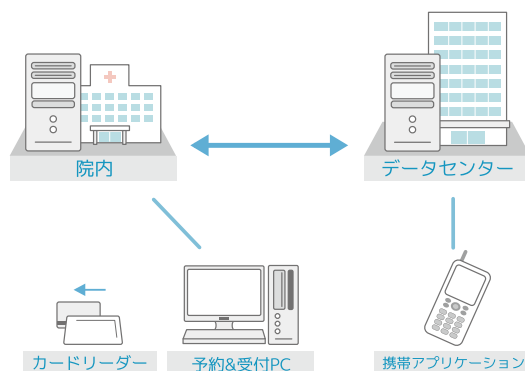 院内
データセンター
カードリーダー
予約&受付PC
携帯アプリケーション